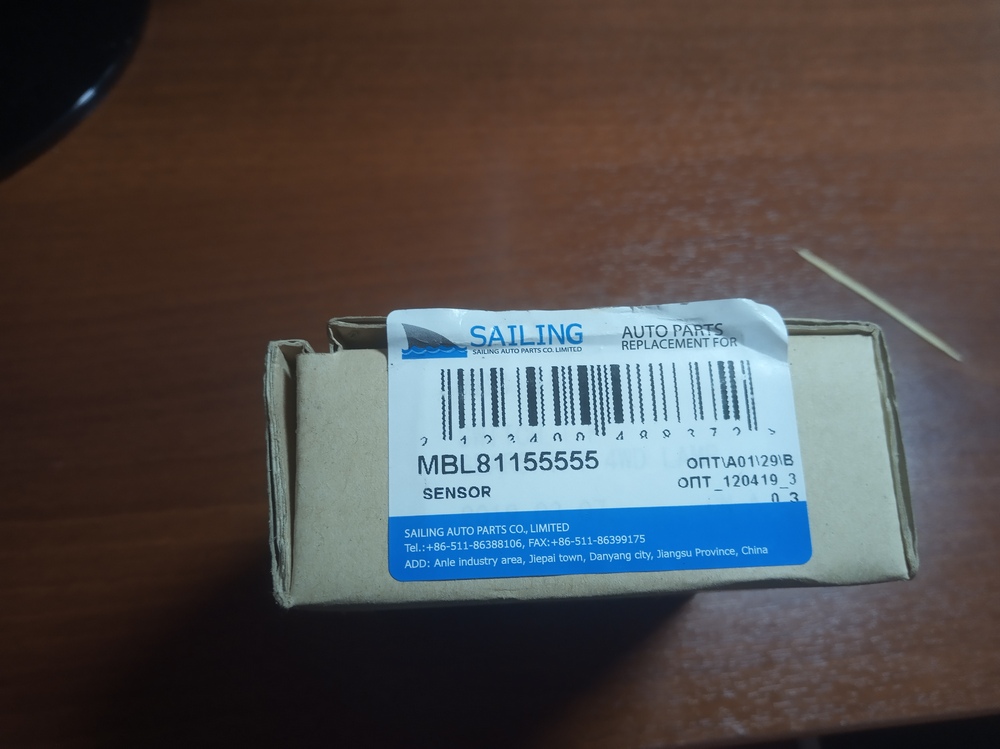 SAILING
SAILING AUTO PARTS CO. LIMITED
AUTO PARTS
REPLACEMENT FOR
MBL81155555
SENSOR
ОПТ\A01\29\B
ОПТ_120419_3
0_3
SAILING AUTO PARTS CO., LIMITED
Tel.:+86-511-86388106, FAX:+86-511-86399175
ADD: Anle industry area, Jiepai town, Danyang city, Jiangsu Province, China